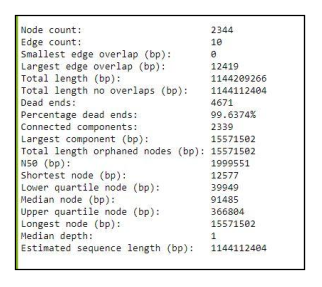 Node count: 2344
Edge count: 10
Smallest edge overlap (bp): 0
Largest edge overlap (bp): 12419
Total length (bp): 1144209266
Total length no overlaps (bp): 1144112404
Dead ends: 4671
Percentage dead ends: 99.6374%
Connected components: 2339
Largest component (bp): 15571502
Total length orphaned nodes (bp): 15571502
N50 (bp): 1999551
Shortest node (bp): 12577
Lower quartile node (bp): 39949
Median node (bp): 91485
Upper quartile node (bp): 366804
Longest node (bp): 15571502
Median depth: 1
Estimated sequence length (bp): 1144112404